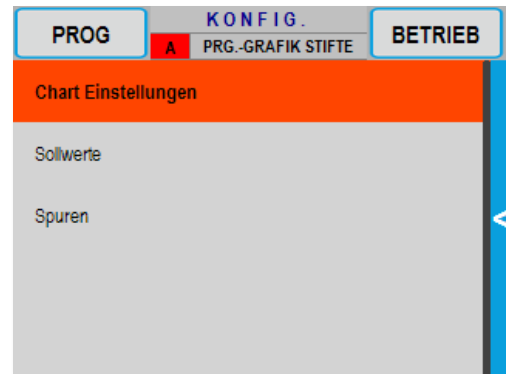 PROG
KONFIG.
A PRG.-GRAFIK STIFTE
BETRIEB
Chart Einstellungen
Sollwerte
Spuren
<